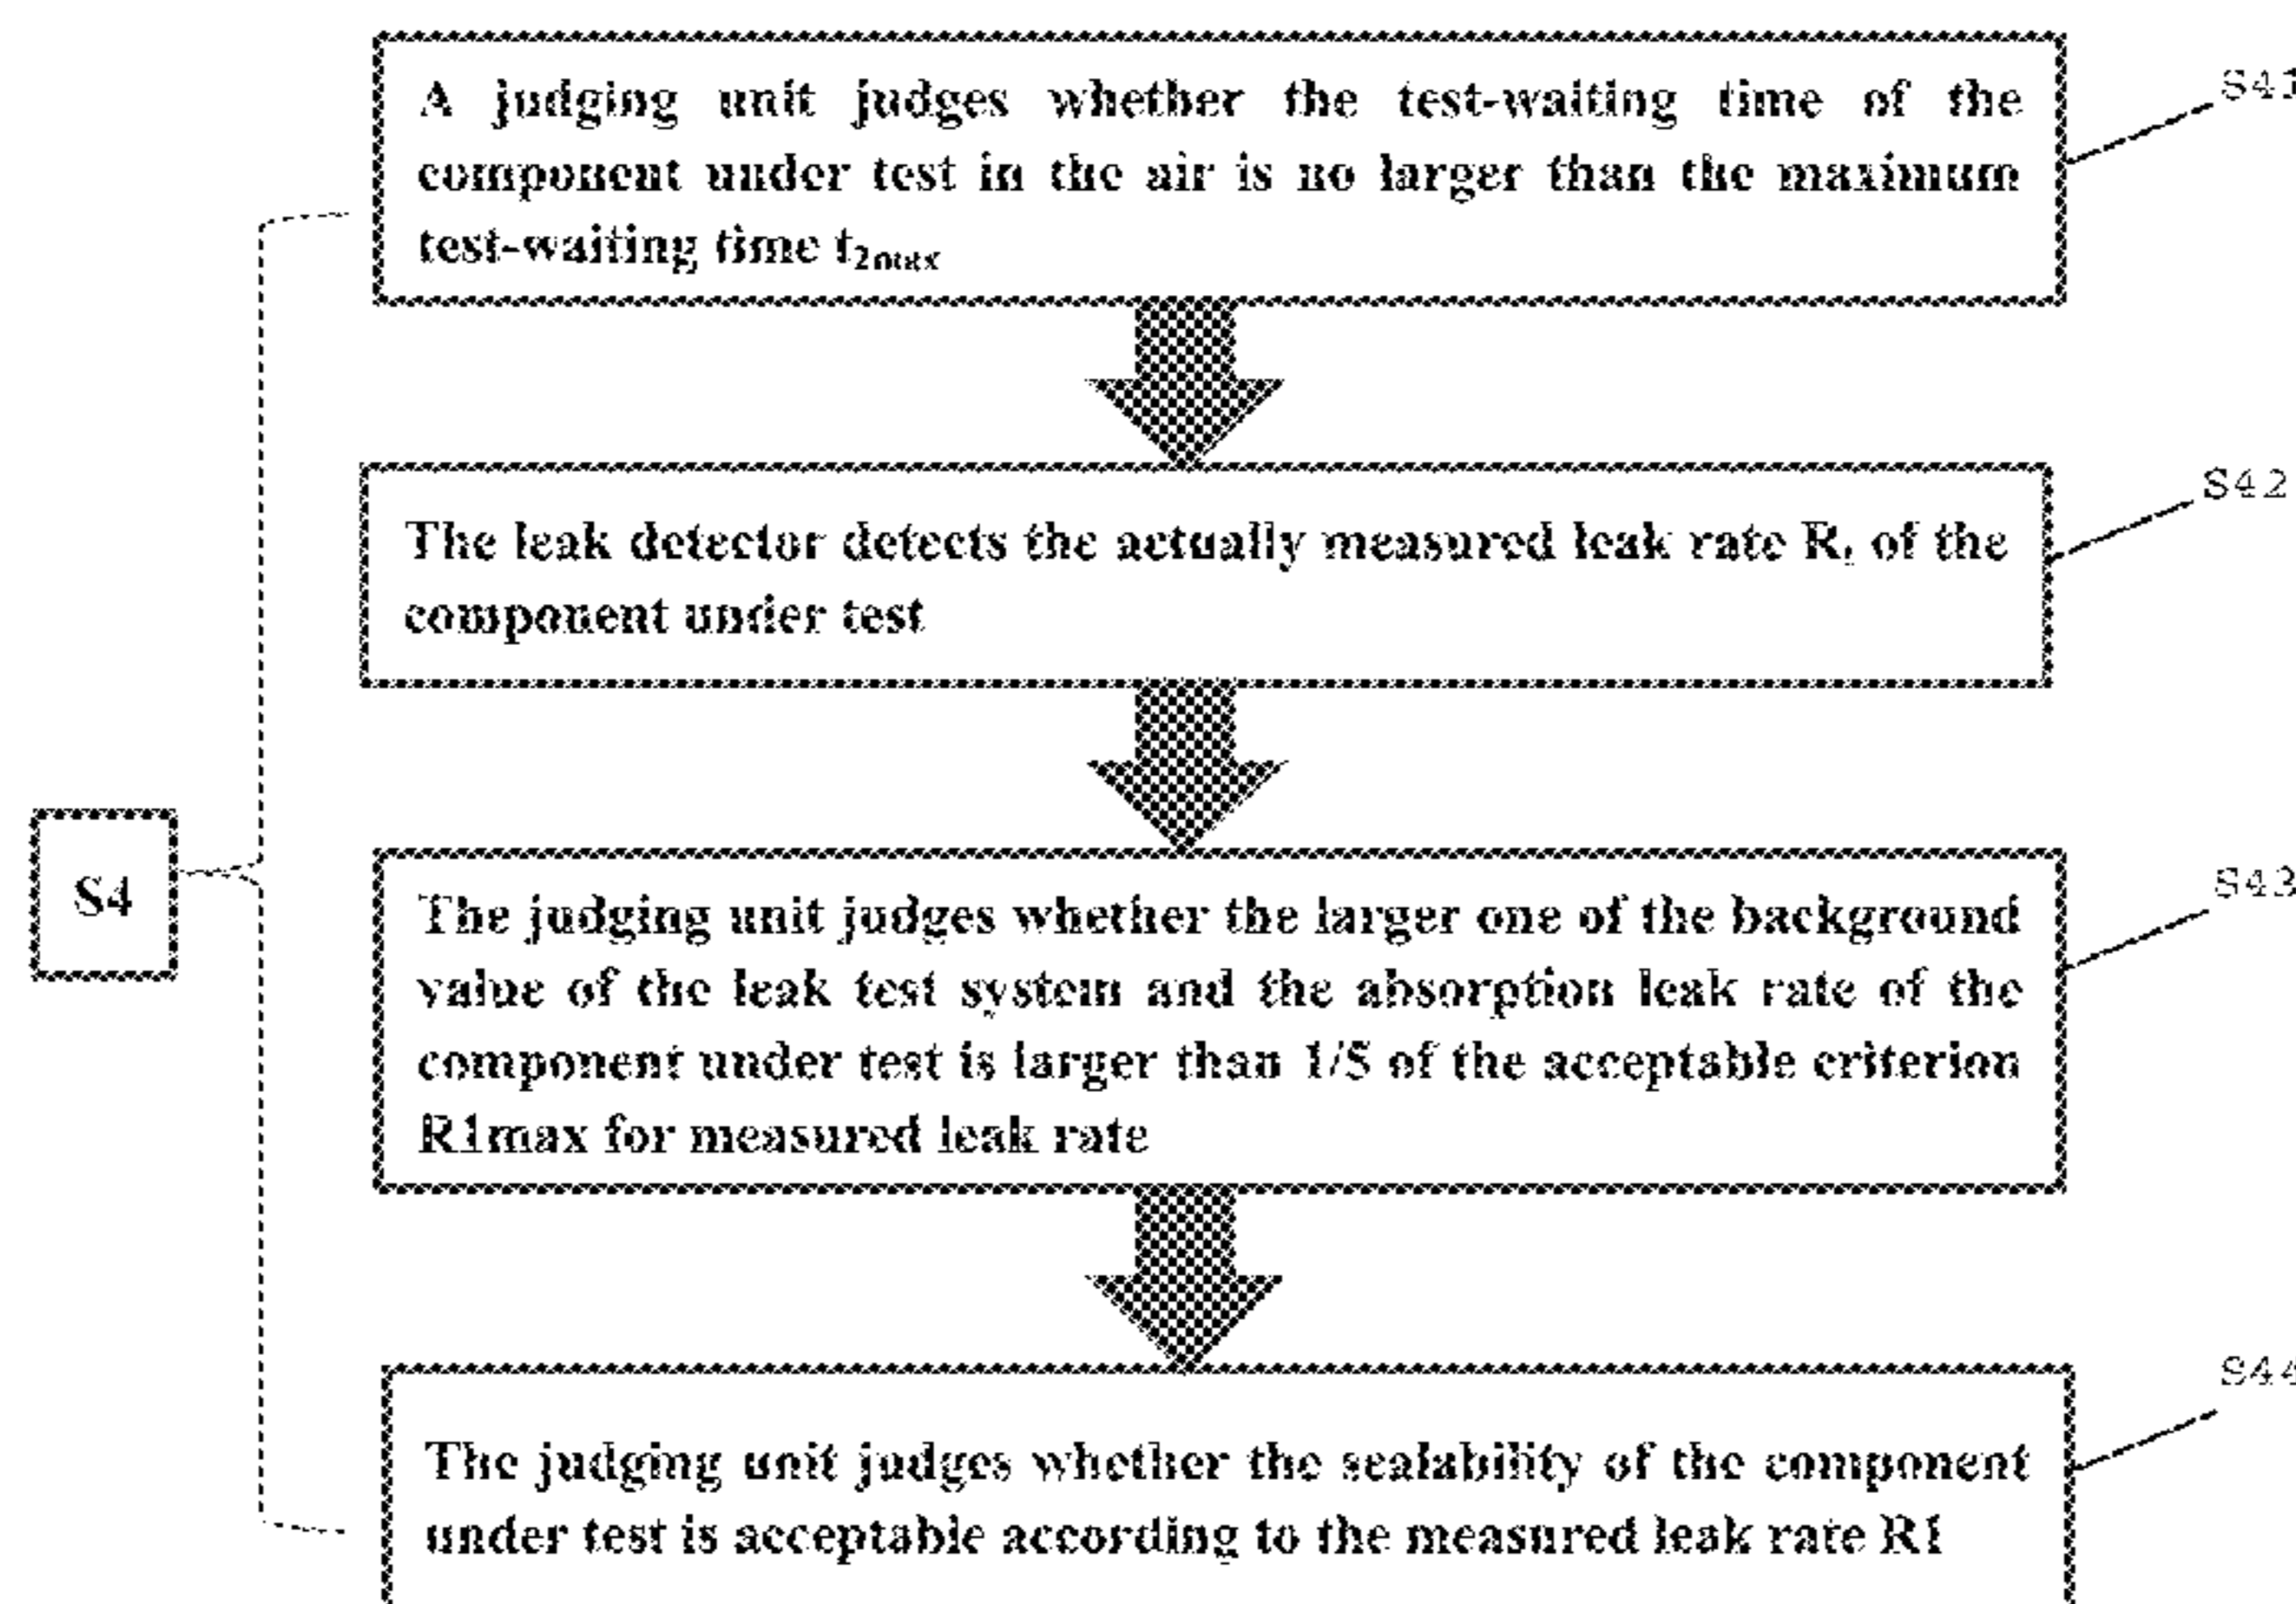 A judging unit judges whether the test-waiting time of the
component under test in the air is no larger than the maximum
test-waiting time t2max
S41
The leak detector detects the actually measured leak rate R1 of the
component under test
S42
S4
The judging unit judges whether the larger one of the background
value of the leak test system and the absorption leak rate of the
component under test is larger than 1/5 of the acceptable criterion
R1max for measured leak rate
S43
The judging unit judges whether the sealability of the component
under test is acceptable according to the measured leak rate R1
S44